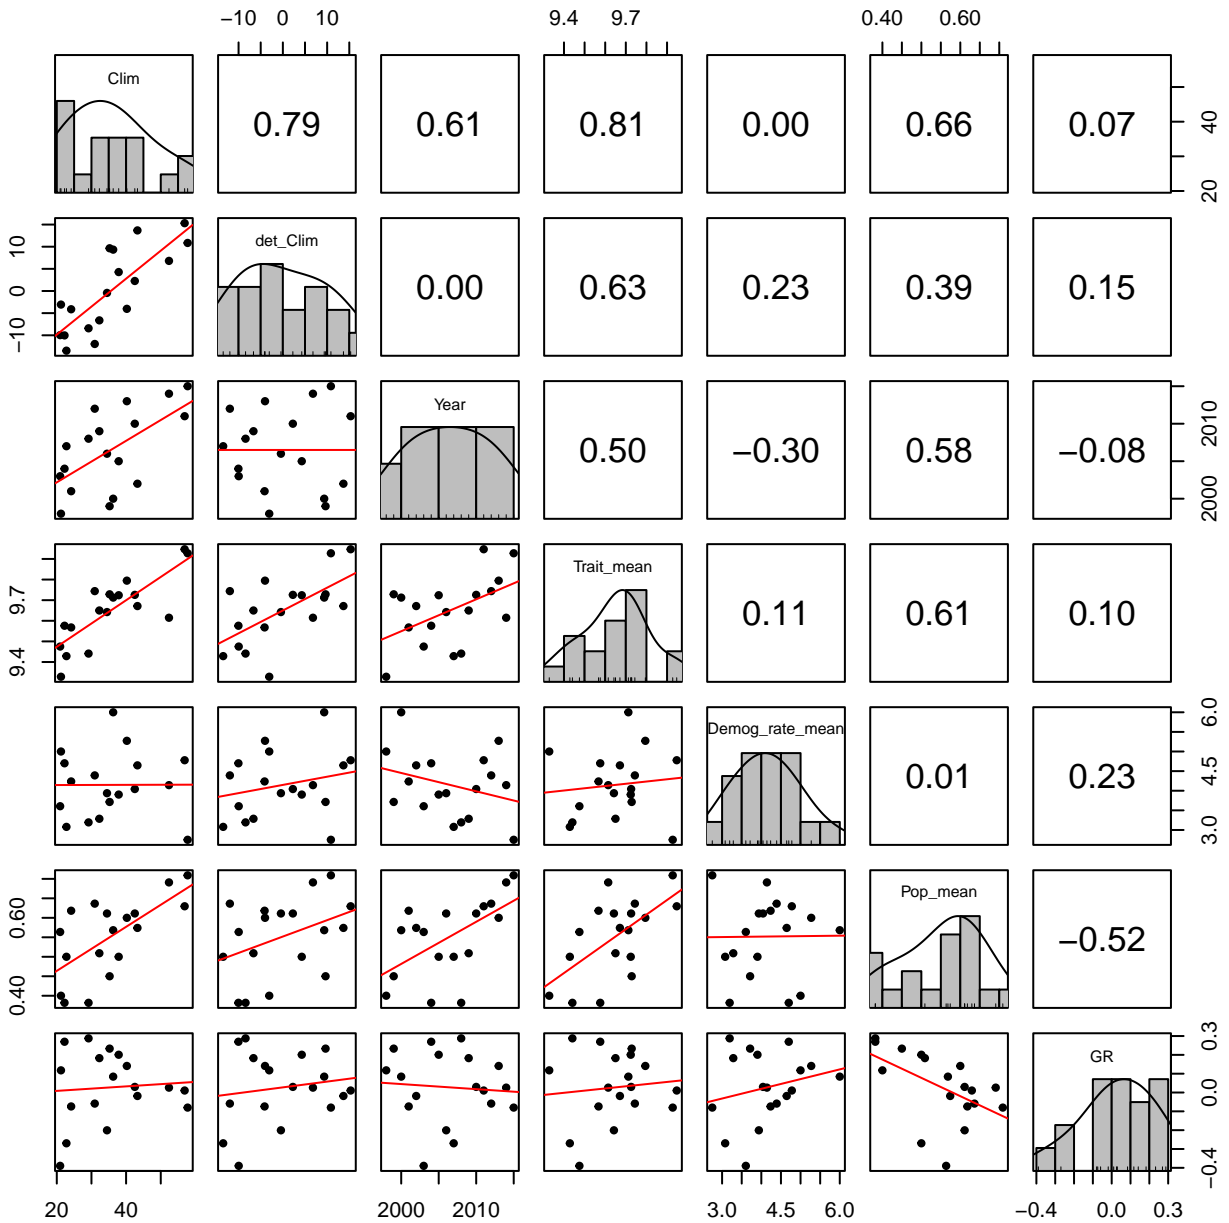 −10 0 10 9.4 9.7 0.40 0.60
Clim 0.79 0.61 0.81 0.00 0.66 0.07 20 40
−10 0 10 det_Clim 0.00 0.63 0.23 0.39 0.15
Year 0.50 −0.30 0.58 −0.08 2000 2010
9.4 9.7 Trait_mean 0.11 0.61 0.10
Demog_rate_mean 0.01 0.23 3.0 4.5 6.0
0.40 0.60 Pop_mean −0.52
GR −0.4 0.0 0.3
20 40 2000 2010 3.0 4.5 6.0 −0.4 0.0 0.3